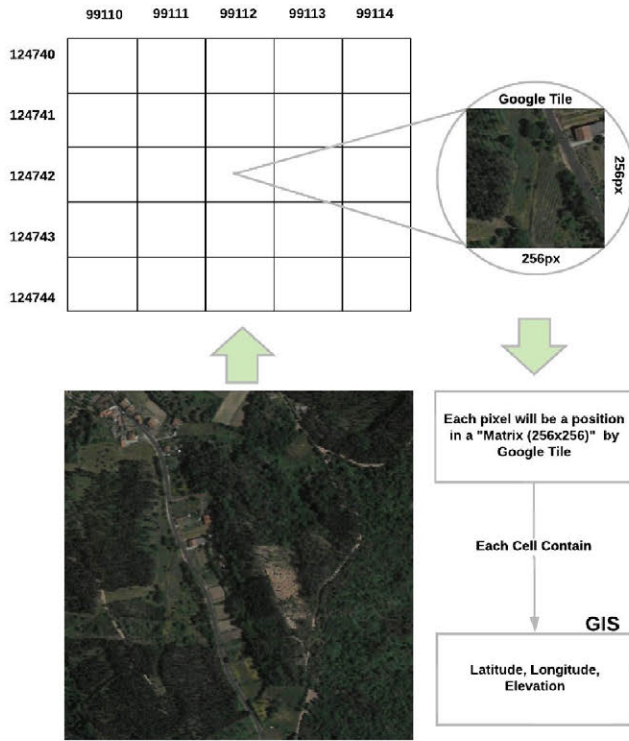 99110 99111 99112 99113 99114
124740
124741
124742
124743
124744
Google Tile
256px
256px
Each pixel will be a position
in a "Matrix (256x256)" by
Google Tile
Each Cell Contain
GIS
Latitude, Longitude,
Elevation